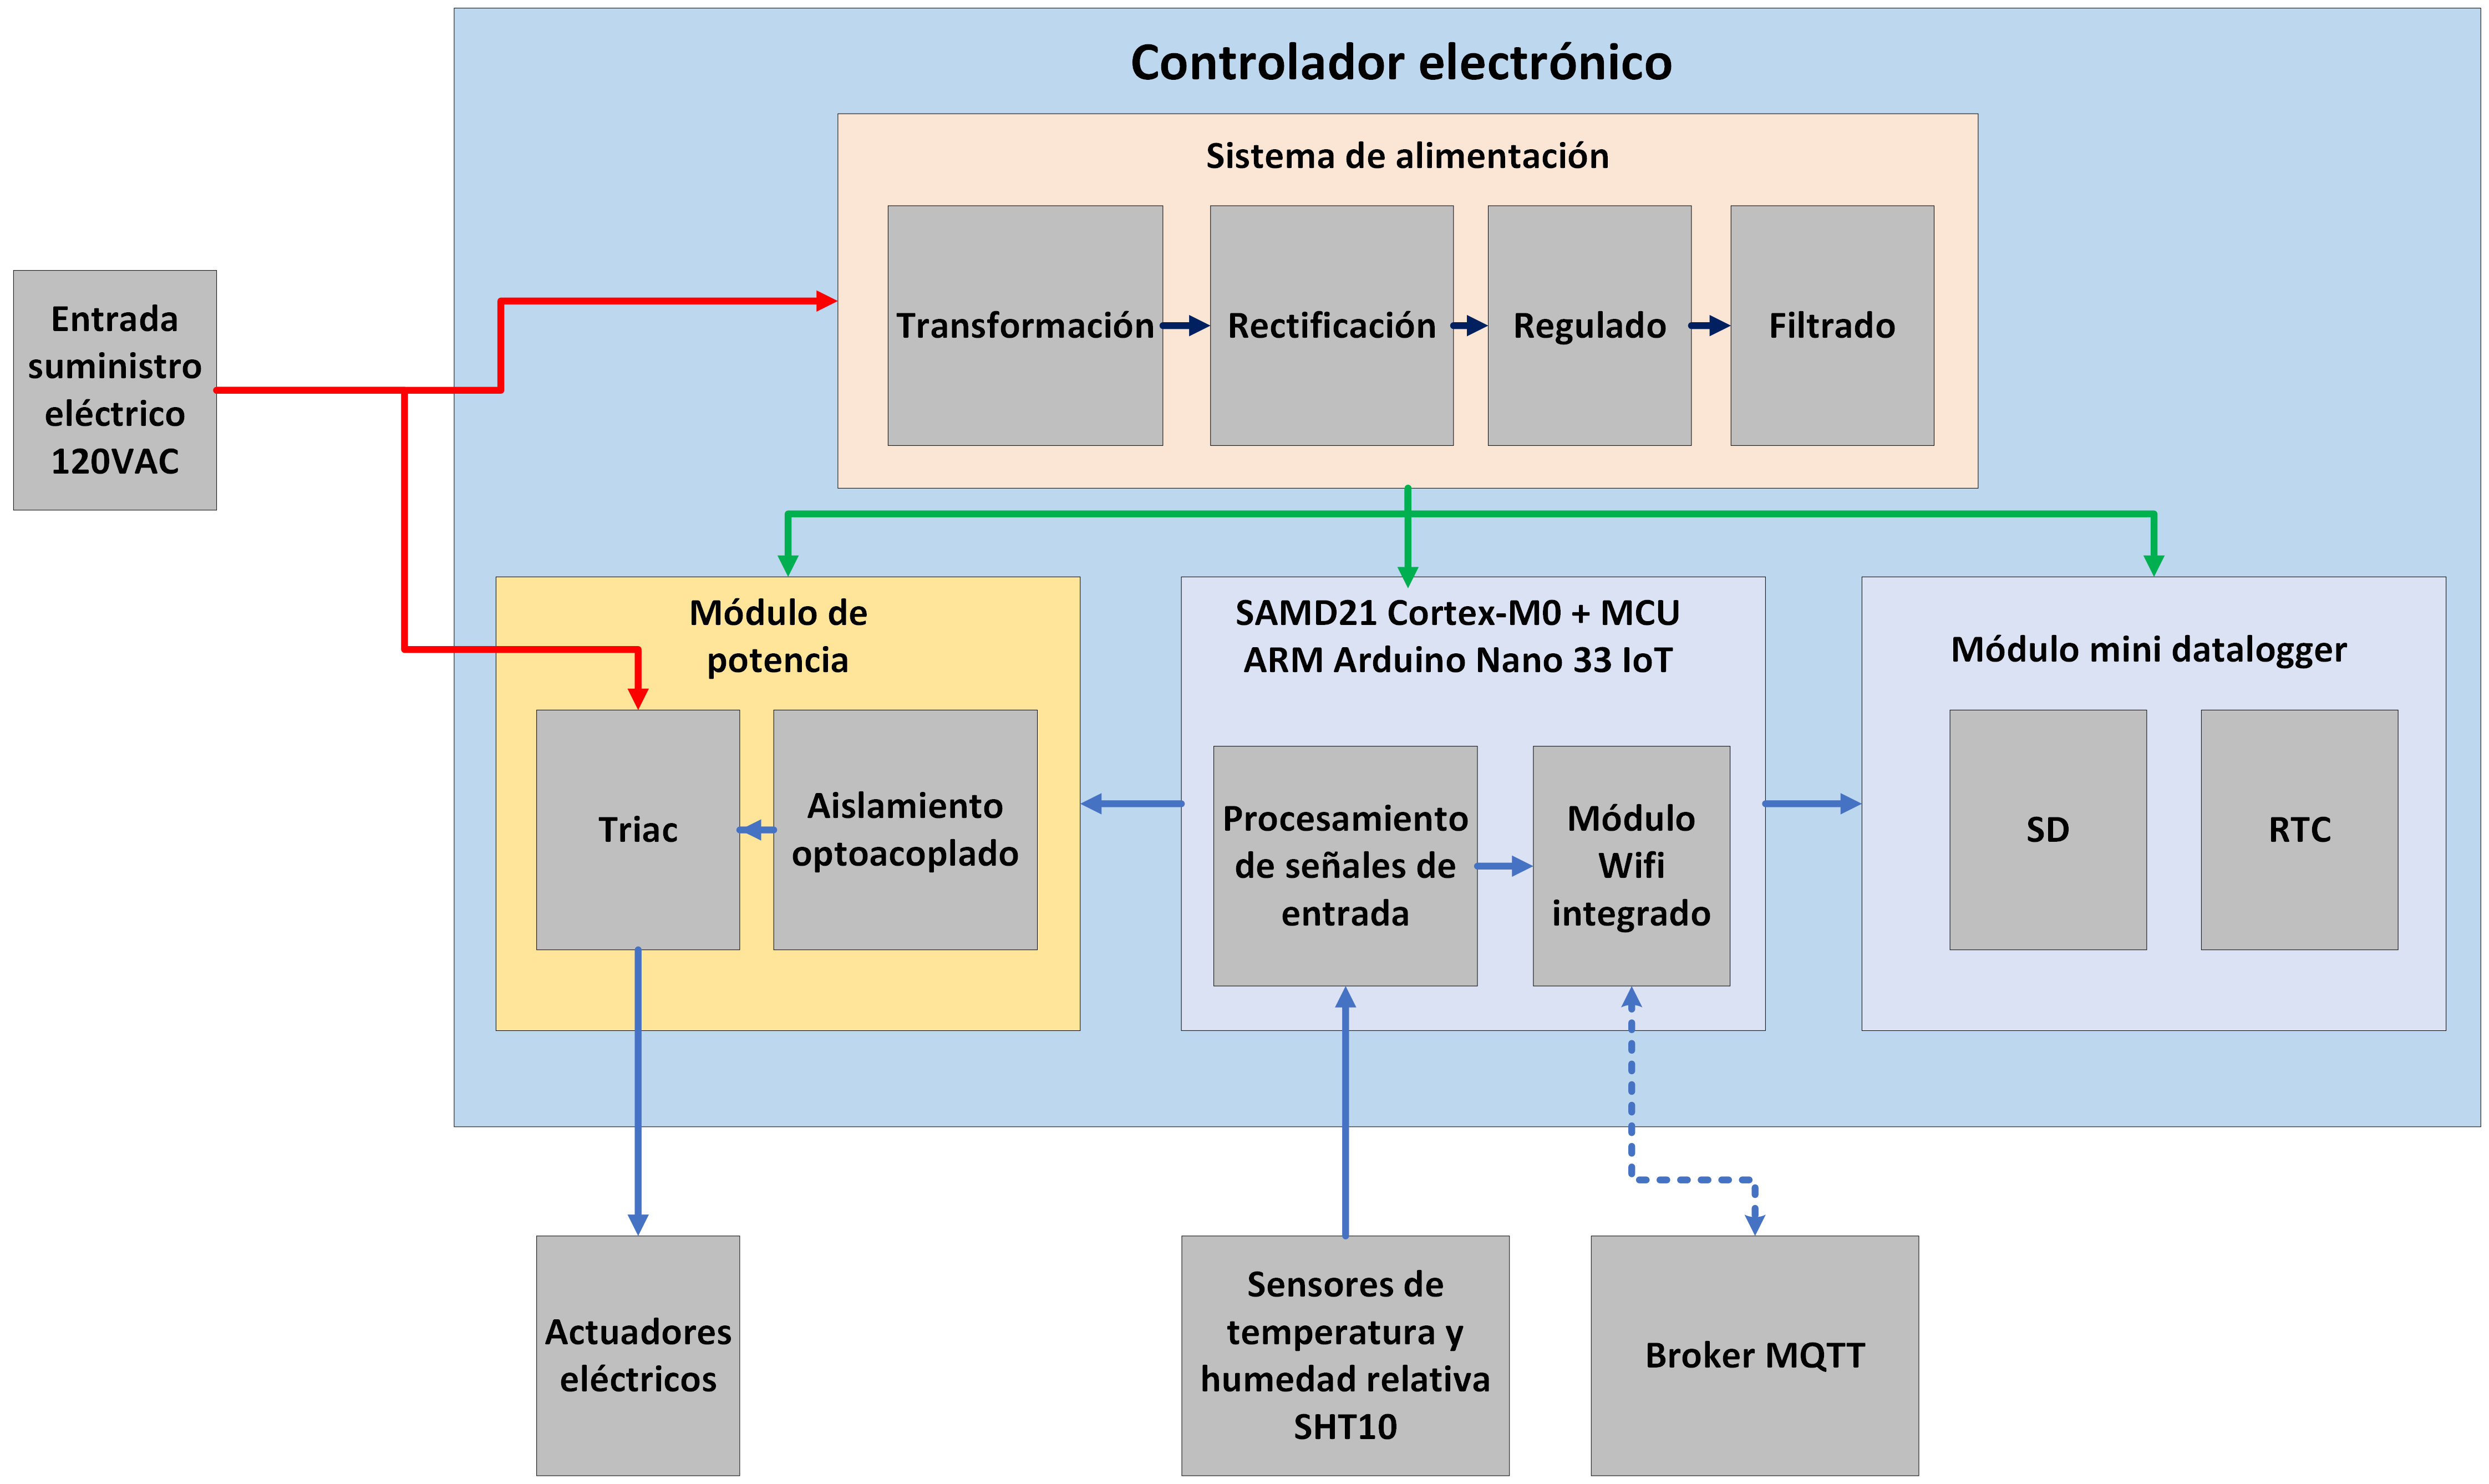 Controlador electrónico
Sistema de alimentación
Transformación
Rectificación
Regulado
Filtrado
Entrada
suministro
eléctrico
120VAC
Módulo de
potencia
Triac
Aislamiento
optoacoplado
SAMD21 Cortex-M0 + MCU
ARM Arduino Nano 33 IoT
Procesamiento
de señales de
entrada
Módulo
Wifi
integrado
Módulo mini datalogger
SD
RTC
Actuadores
eléctricos
Sensores de
temperatura y
humedad relativa
SHT10
Broker MQTT